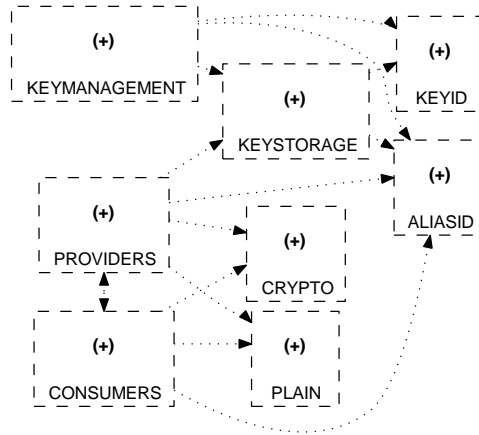 (+)
KEYMANAGEMENT
(+)
KEYID
(+)
KEYSTORAGE
(+)
ALIASID
(+)
PROVIDERS
(+)
CRYPTO
(+)
CONSUMERS
(+)
PLAIN